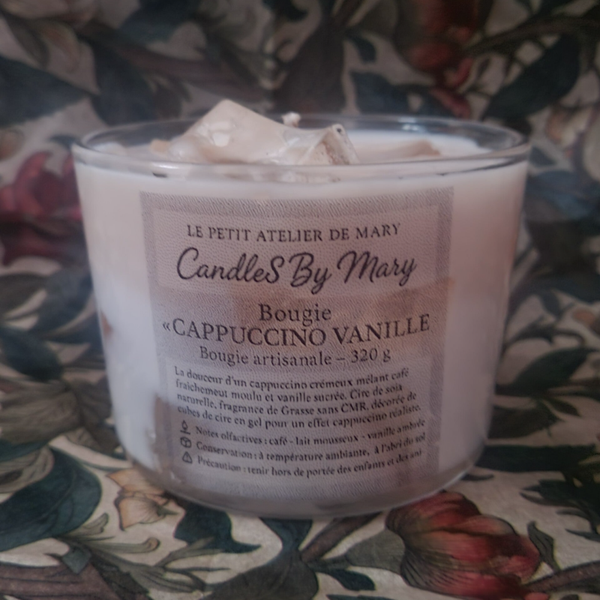 LE PETIT ATELIER DE MARY
CandleS By Mary
Bougie
«CAPPUCCINO VANILLE
Bougie artisanale – 320 g
La douceur d'un cappuccino crémeux mêlant café
fraîchement moulu et vanille sucrée. Cire de soja
naturelle, fragrance de Grasse sans CMR, décorée de
cubes de cire en gel pour un effet cappuccino réaliste.
Notes olfactives : café - lait mousseux - vanille ambrée
Conservation : à température ambiante, à l'abri du sol
Précaution : tenir hors de portée des enfants et des